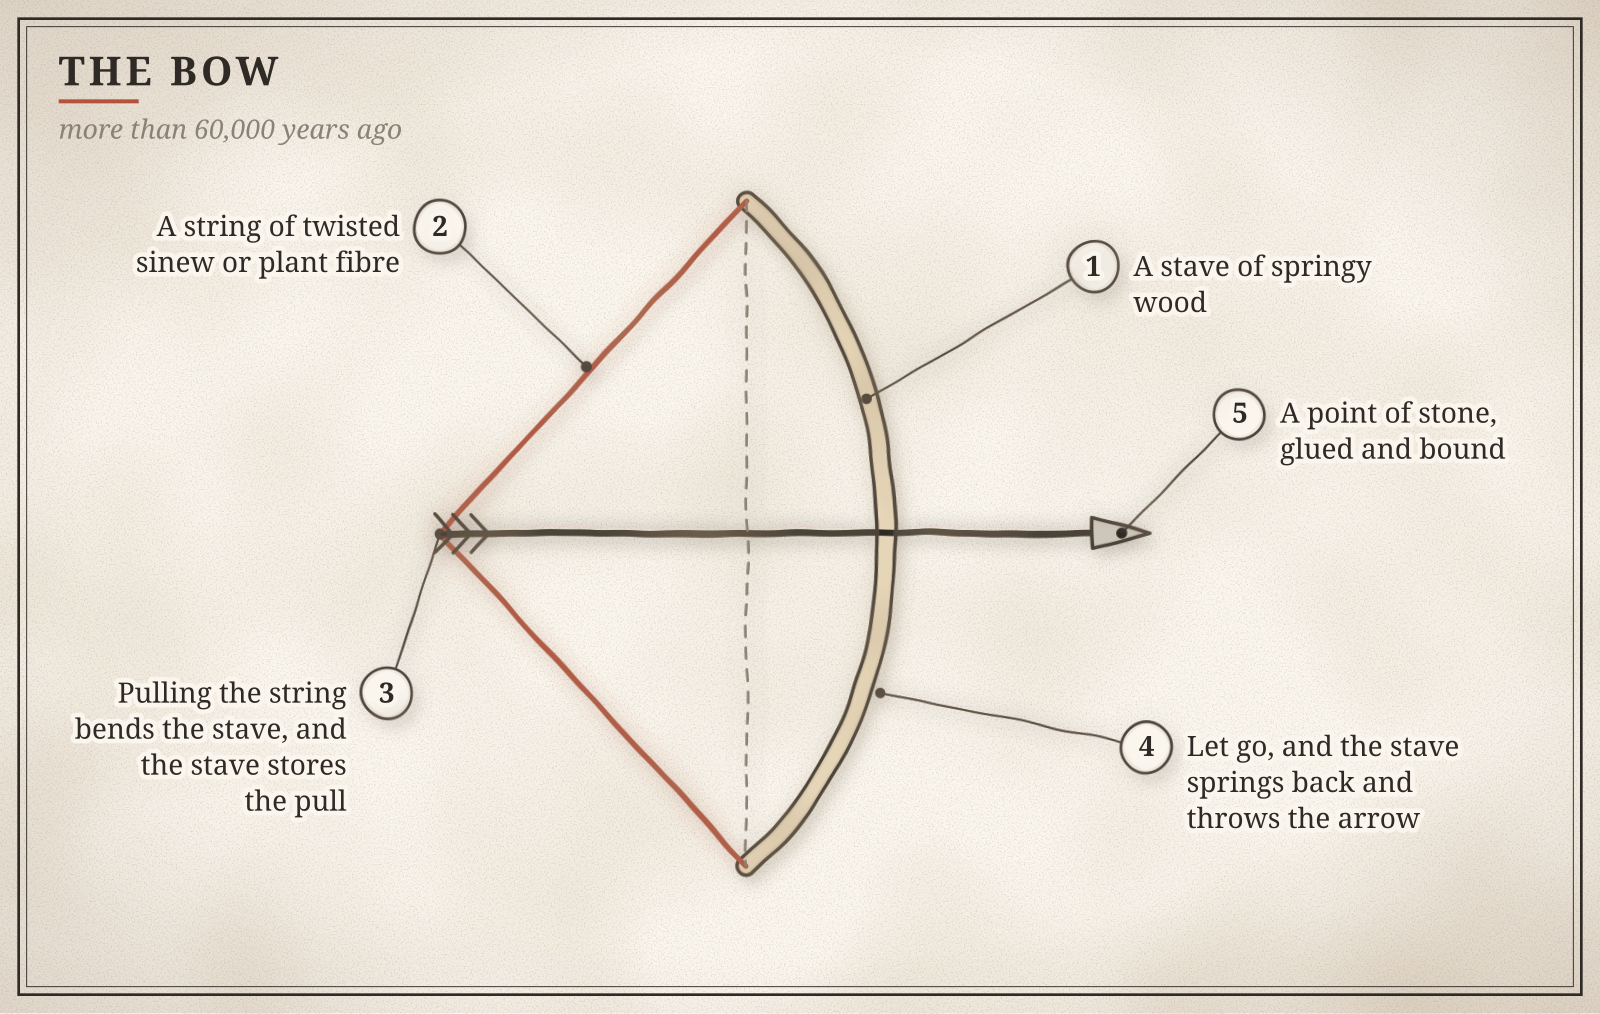 THE BOW
more than 60,000 years ago
2
A string of twisted
sinew or plant fibre
1
A stave of springy
wood
5
A point of stone,
glued and bound
3
Pulling the string
bends the stave, and
the stave stores
the pull
4
Let go, and the stave
springs back and
throws the arrow